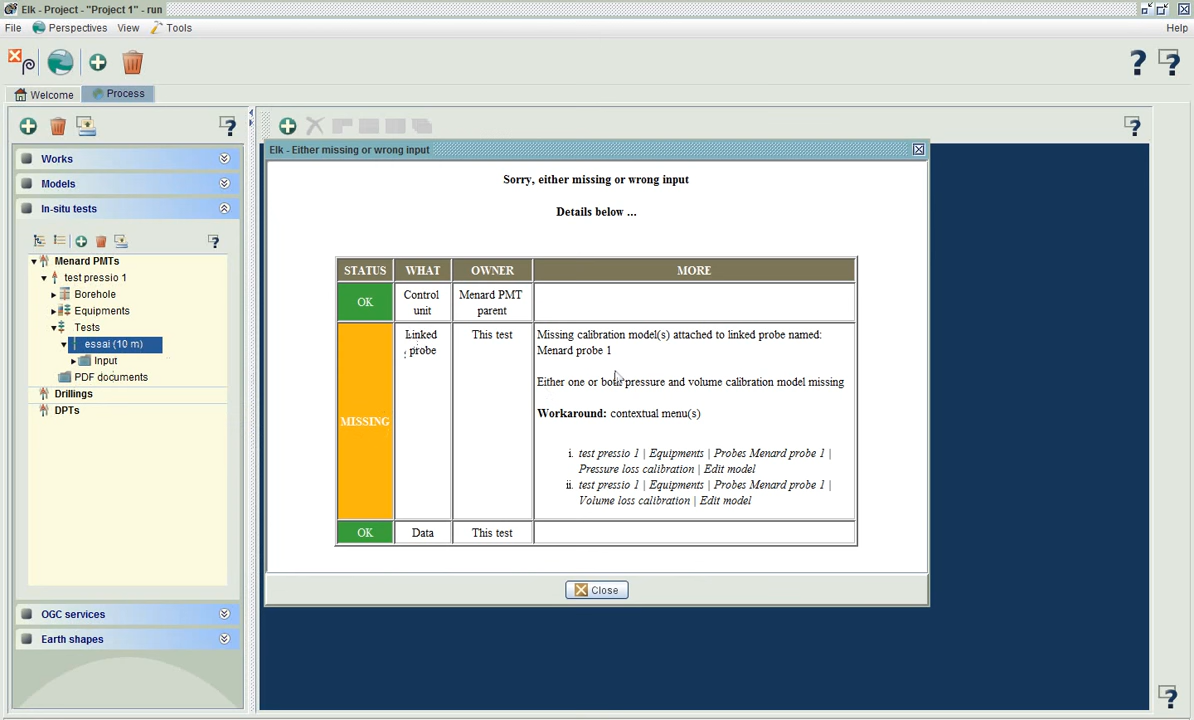 Elk - Project - "Project 1" - run
File Perspectives View Tools Help
Welcome Process
Works
Models
In-situ tests
Menard PMTs
test pressio 1
Borehole
Equipments
Tests
essai (10 m)
Input
PDF documents
Drillings
DPTs
OGC services
Earth shapes
Elk - Either missing or wrong input
Sorry, either missing or wrong input
Details below ...
STATUS WHAT OWNER MORE
OK Control unit Menard PMT parent
MISSING Linked probe This test
Missing calibration model(s) attached to linked probe named:
Menard probe 1
Either one or both pressure and volume calibration model missing
Workaround: contextual menu(s)
i. test pressio 1 | Equipments | Probes Menard probe 1 |
Pressure loss calibration | Edit model
ii. test pressio 1 | Equipments | Probes Menard probe 1 |
Volume loss calibration | Edit model
OK Data This test
Close